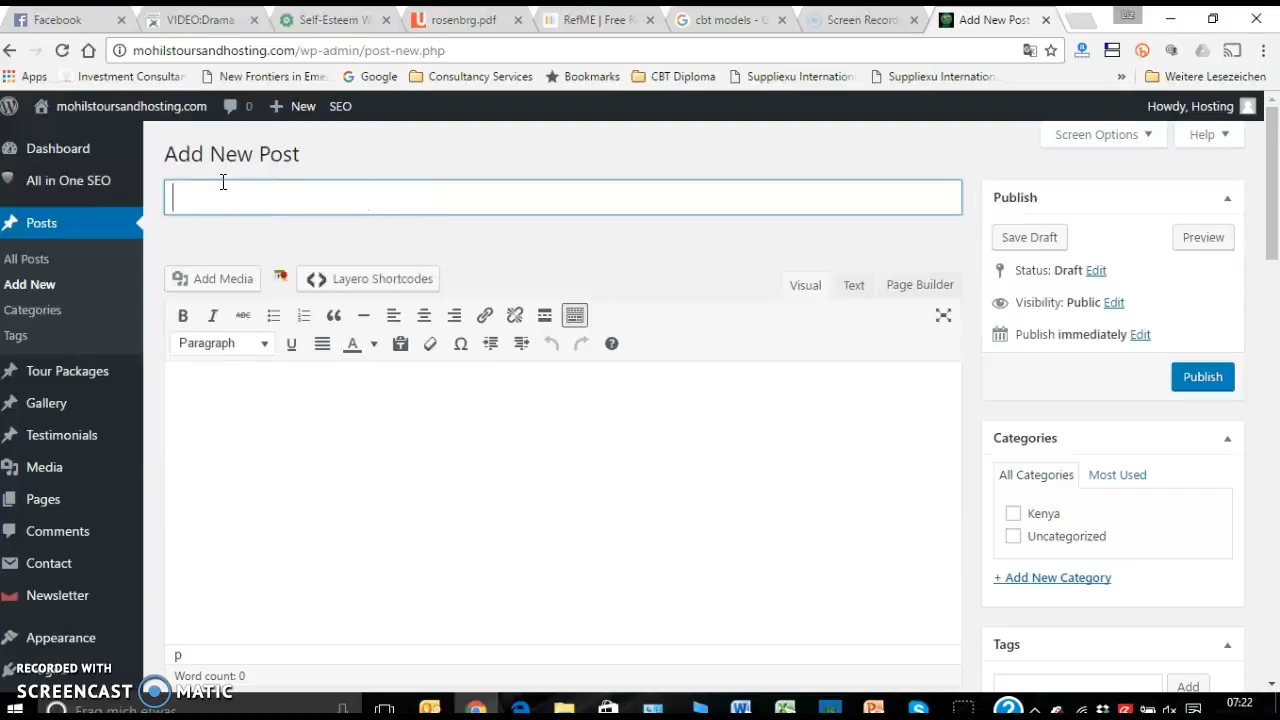 Facebook
VIDEO:Drama
Self-Esteem W
rosenbrg.pdf
RefME | Free R
cbt models - G
Screen Record
Add New Post
Liz
mohilstoursandhosting.com/wp-admin/post-new.php
Apps
Investment Consultan
New Frontiers in Eme
Google
Consultancy Services
Bookmarks
CBT Diploma
Suppliexu Internation
Suppliexu Internation
» Weitere Lesezeichen
mohilstoursandhosting.com
0
New
SEO
Howdy, Hosting
Dashboard
All in One SEO
Posts
All Posts
Add New
Categories
Tags
Tour Packages
Gallery
Testimonials
Media
Pages
Comments
Contact
Newsletter
Appearance
Screen Options
Help
Add New Post
Add Media
Layero Shortcodes
Visual
Text
Page Builder
B I ABC
Paragraph
U A Ω
p
Word count: 0
Publish
Save Draft
Preview
Status: Draft Edit
Visibility: Public Edit
Publish immediately Edit
Publish
Categories
All Categories
Most Used
Kenya
Uncategorized
+ Add New Category
Tags
Add
RECORDED WITH
SCREENCAST MATIC
Frag mich etwas
07:22